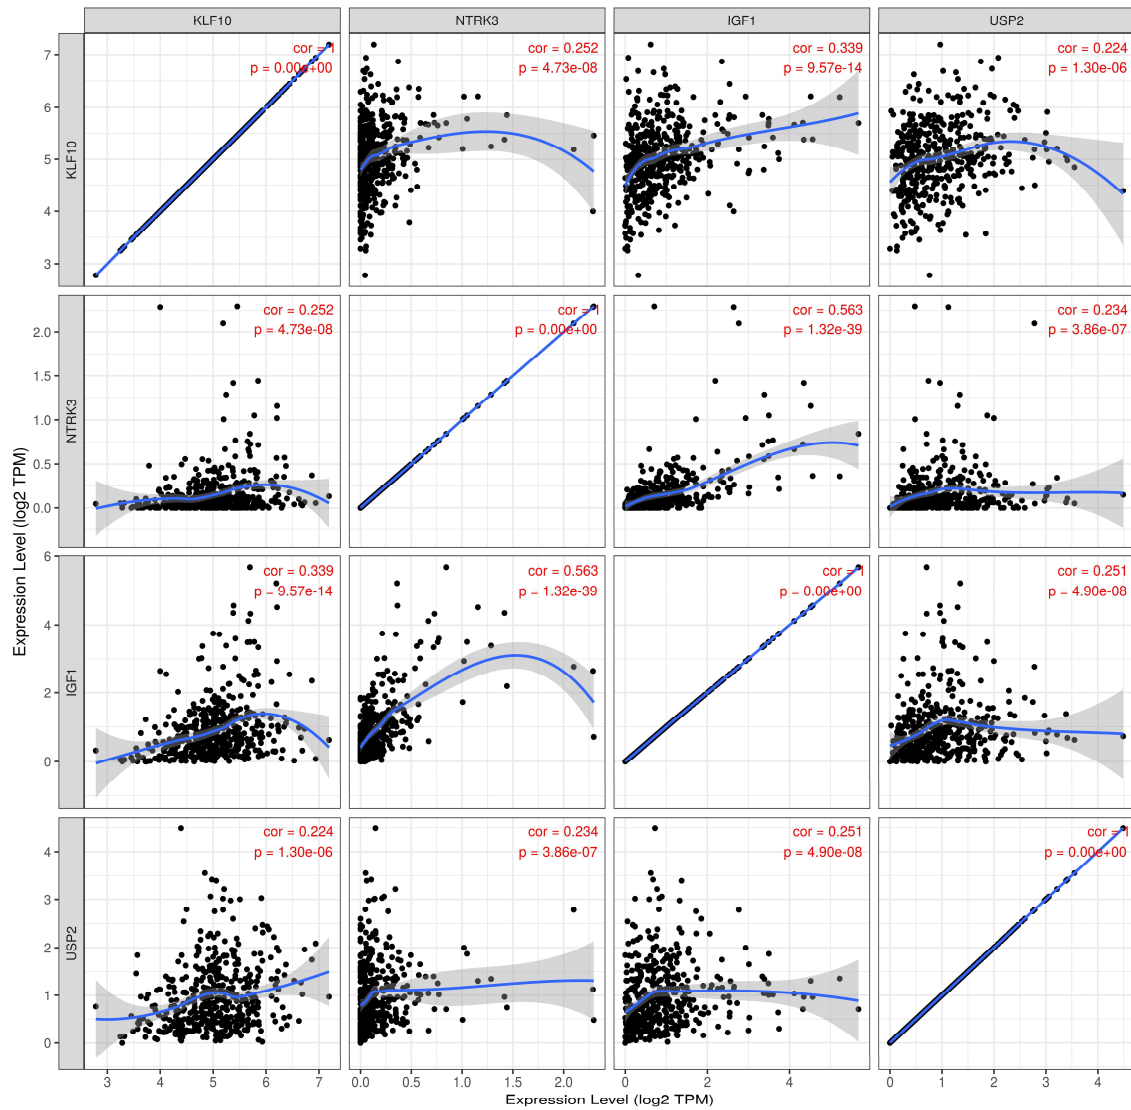 KLF10
NTRK3
IGF1
USP2
KLF10
7
6
5
4
3
cor = 1
p = 0.00e+00
cor = 0.252
p = 4.73e-08
cor = 0.339
p = 9.57e-14
cor = 0.224
p = 1.30e-06
NTRK3
2.0
1.5
1.0
0.5
0.0
cor = 0.252
p = 4.73e-08
cor = 1
p = 0.00e+00
cor = 0.563
p = 1.32e-39
cor = 0.234
p = 3.86e-07
Expression Level (log2 TPM)
IGF1
6
4
2
0
cor = 0.339
p = 9.57e-14
cor = 0.563
p = 1.32e-39
cor = 1
p = 0.00e+00
cor = 0.251
p = 4.90e-08
USP2
4
3
2
1
0
cor = 0.224
p = 1.30e-06
cor = 0.234
p = 3.86e-07
cor = 0.251
p = 4.90e-08
cor = 1
p = 0.00e+00
3 4 5 6 7
0.0 0.5 1.0 1.5 2.0
0 2 4
0 1 2 3 4
Expression Level (log2 TPM)